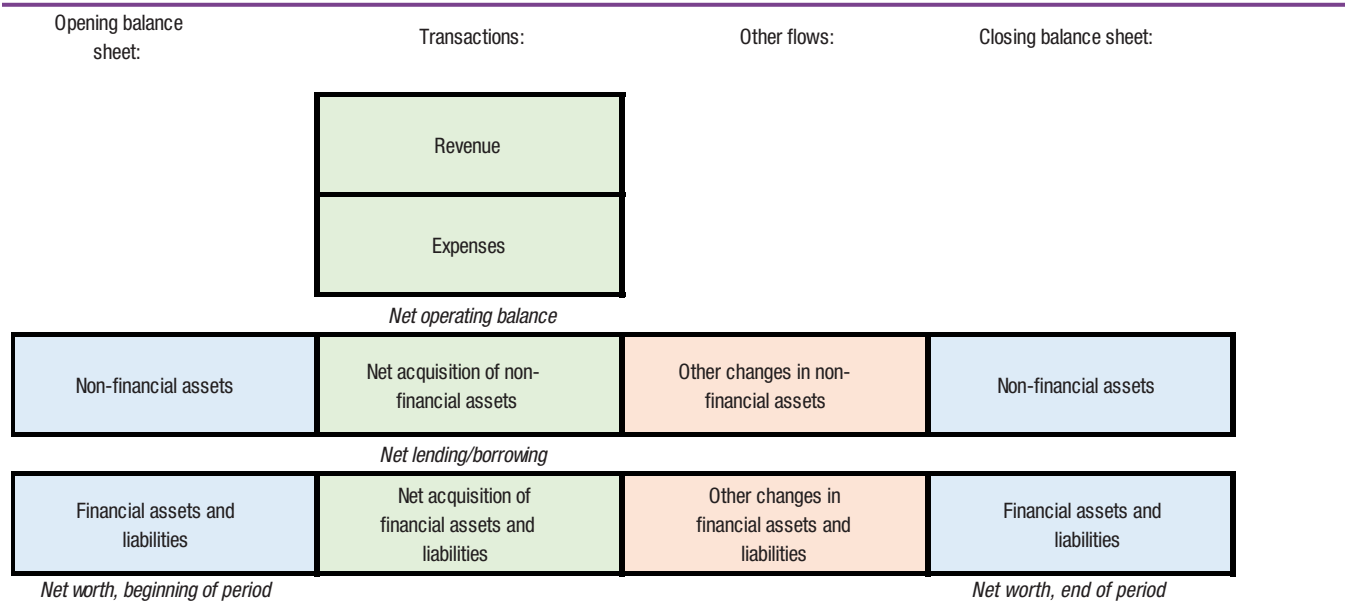 Opening balance
sheet:
Transactions:
Other flows:
Closing balance sheet:
Revenue
Expenses
Net operating balance
Non-financial assets
Net acquisition of non-
financial assets
Other changes in non-
financial assets
Non-financial assets
Net lending/borrowing
Financial assets and
liabilities
Net acquisition of
financial assets and
liabilities
Other changes in
financial assets and
liabilities
Financial assets and
liabilities
Net worth, beginning of period
Net worth, end of period